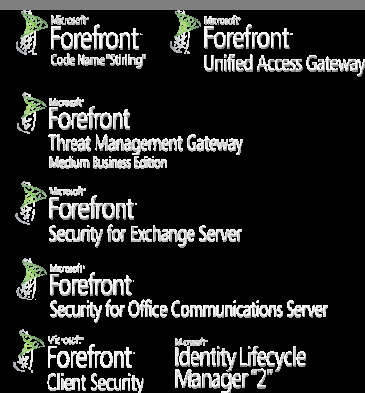 Microsoft
Forefront
Code Name "Stirling"
Microsoft
Forefront
Unified Access Gateway
Microsoft
Forefront
Threat Management Gateway
Medium Business Edition
Microsoft
Forefront
Security for Exchange Server
Microsoft
Forefront
Security for Office Communications Server
Microsoft
Forefront
Client Security
Microsoft
Identity Lifecycle
Manager "2"